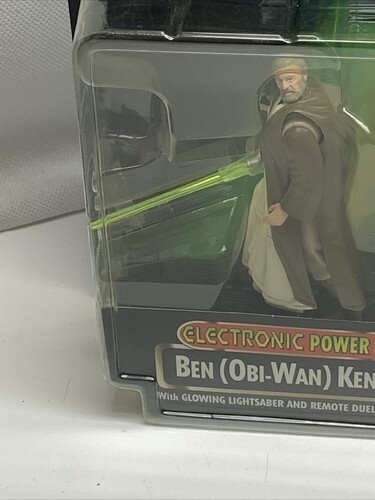 ELECTRONIC POWER
BEN (OBI-WAN) KEN
With GLOWING LIGHTSABER AND REMOTE DUEL